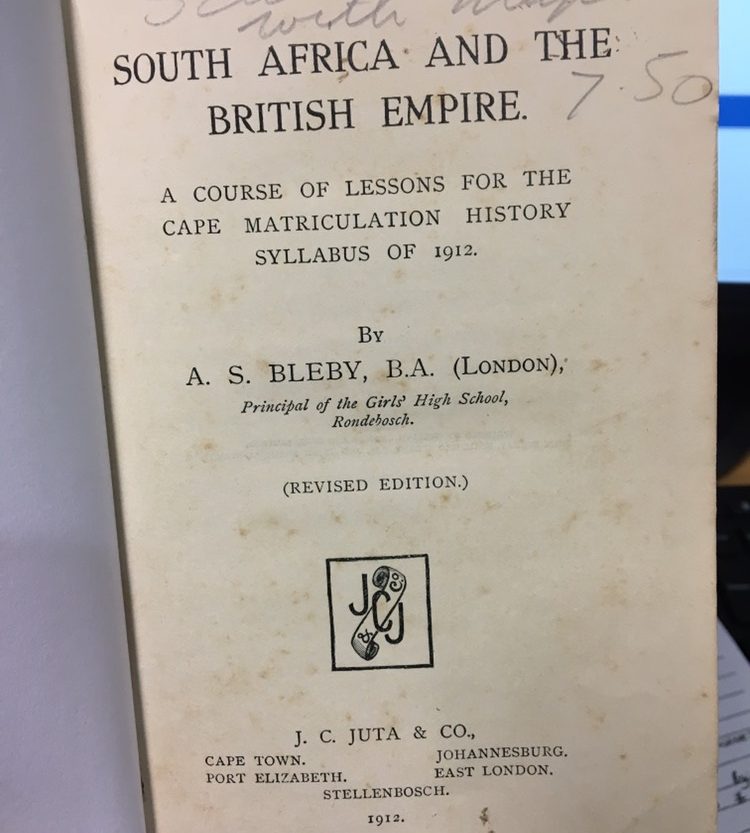 with
SOUTH AFRICA AND THE
7.50
BRITISH EMPIRE.
A COURSE OF LESSONS FOR THE
CAPE MATRICULATION HISTORY
SYLLABUS OF 1912.
BY
A. S. BLEBY, B.A. (LONDON),
Principal of the Girls' High School,
Rondebosch.
(REVISED EDITION.)
J C J & Co.
J. C. JUTA & CO.,
CAPE TOWN. JOHANNESBURG.
PORT ELIZABETH. EAST LONDON.
STELLENBOSCH.
1912.